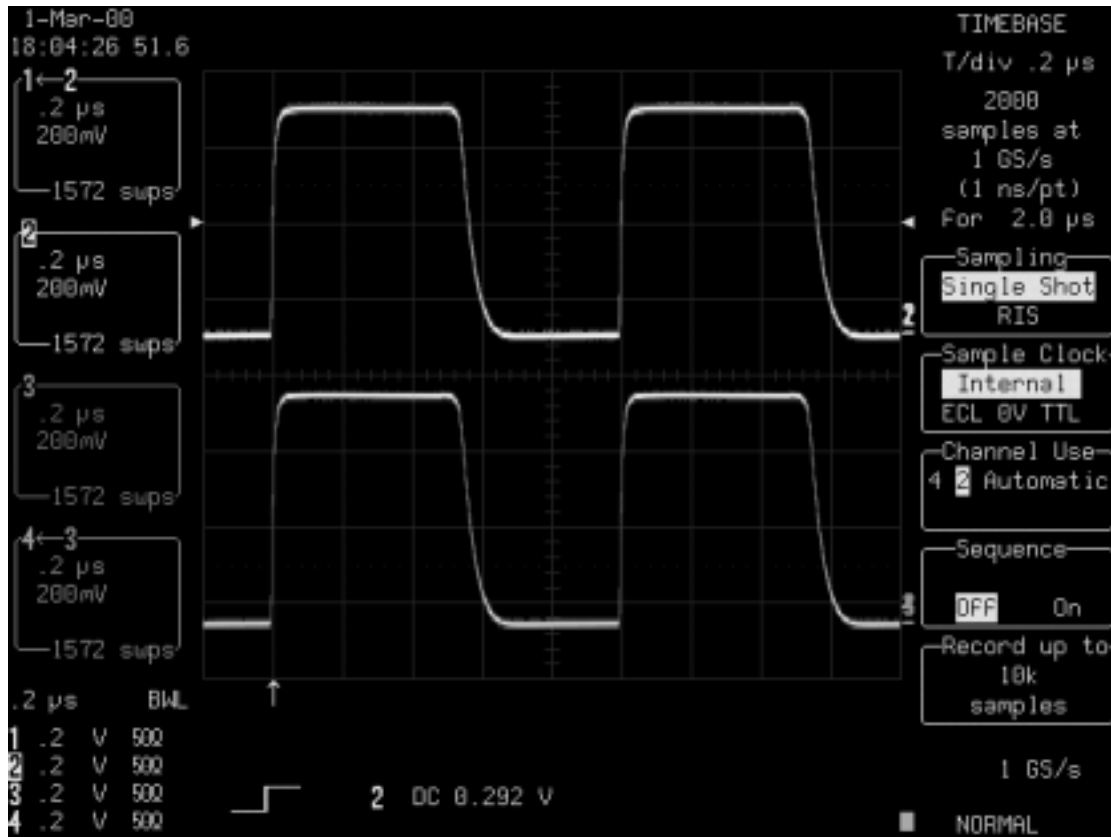 1-Mar-00
18:04:26 51.6
1←2
.2 µs
200mV
1572 swps
2
.2 µs
200mV
1572 swps
3
.2 µs
200mV
1572 swps
4←3
.2 µs
200mV
1572 swps
.2 µs BWL
1 .2 V 50Ω
2 .2 V 50Ω
3 .2 V 50Ω
4 .2 V 50Ω
2
3
↑
2 DC 0.292 V
TIMEBASE
T/div .2 µs
2000
samples at
1 GS/s
(1 ns/pt)
for 2.0 µs
Sampling
Single Shot
RIS
Sample Clock
Internal
ECL 0V TTL
Channel Use
4 2 Automatic
Sequence
OFF On
Record up to
10k
samples
1 GS/s
NORMAL